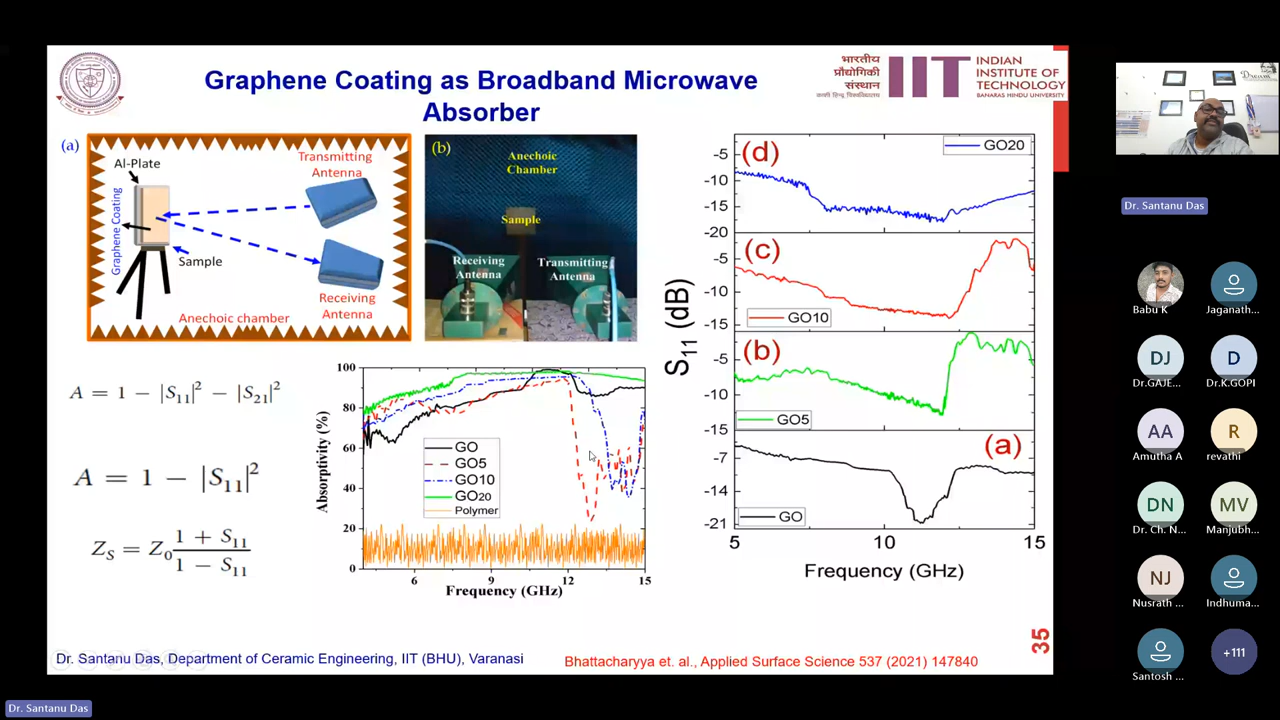 Graphene Coating as Broadband Microwave
Absorber
भारतीय
प्रौद्योगिकी
संस्थान
काशी हिन्दू विश्वविद्यालय
IIT
INDIAN
INSTITUTE OF
TECHNOLOGY
BANARAS HINDU UNIVERSITY
(a)
Al-Plate
Transmitting
Antenna
Graphene Coating
Sample
Receiving
Antenna
Anechoic chamber
(b)
Anechoic
Chamber
Sample
Receiving
Antenna
Transmitting
Antenna
A = 1 − |S11|² − |S21|²
A = 1 − |S11|²
ZS = Z0 1 + S11
1 − S11
Absorptivity (%)
100
80
60
40
20
0
GO
GO5
GO10
GO20
Polymer
6 9 12 15
Frequency (GHz)
S11 (dB)
(d)
GO20
-5
-10
-15
-20
(c)
GO10
-5
-10
-15
(b)
GO5
-5
-10
-15
(a)
GO
-7
-14
-21
5 10 15
Frequency (GHz)
35
Dr. Santanu Das, Department of Ceramic Engineering, IIT (BHU), Varanasi
Bhattacharyya et. al., Applied Surface Science 537 (2021) 147840
Dr. Santanu Das
Dream
Dr. Santanu Das
Babu K
Jaganath...
DJ
Dr.GAJE...
D
Dr.K.GOPI
AA
Amutha A
R
revathi
DN
Dr. Ch. N...
MV
Manjubh...
NJ
Nusrath ...
Indhuma...
Santosh ...
+111